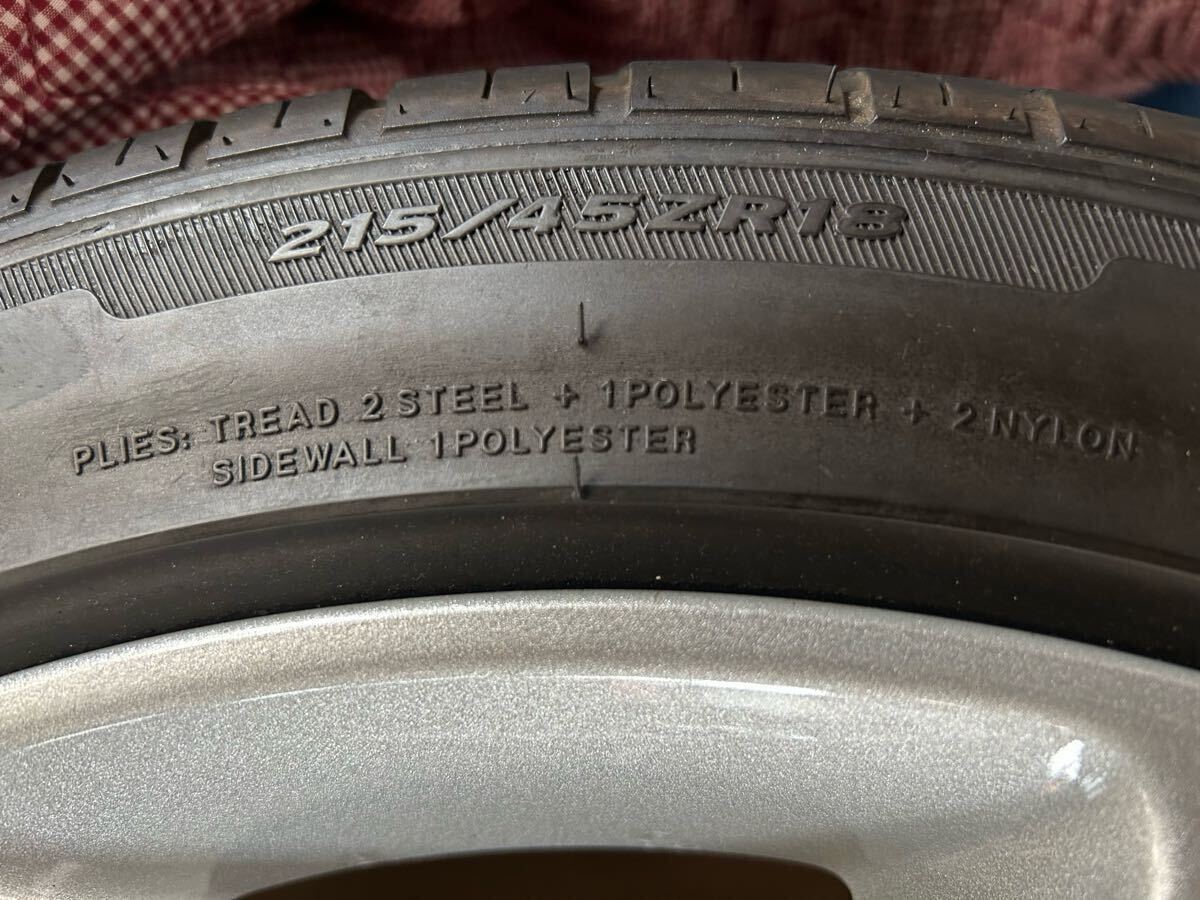 215/45ZR18
PLIES: TREAD 2 STEEL + 1 POLYESTER + 2 NYLON
SIDEWALL 1 POLYESTER